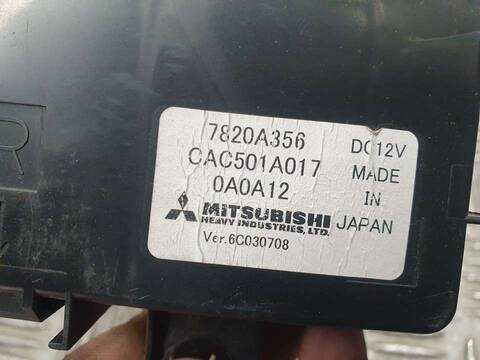 7820A356
CAC501A017
0A0A12
DC12V
MADE
IN
JAPAN
MITSUBISHI
HEAVY INDUSTRIES, LTD.
Ver.6C030708
R